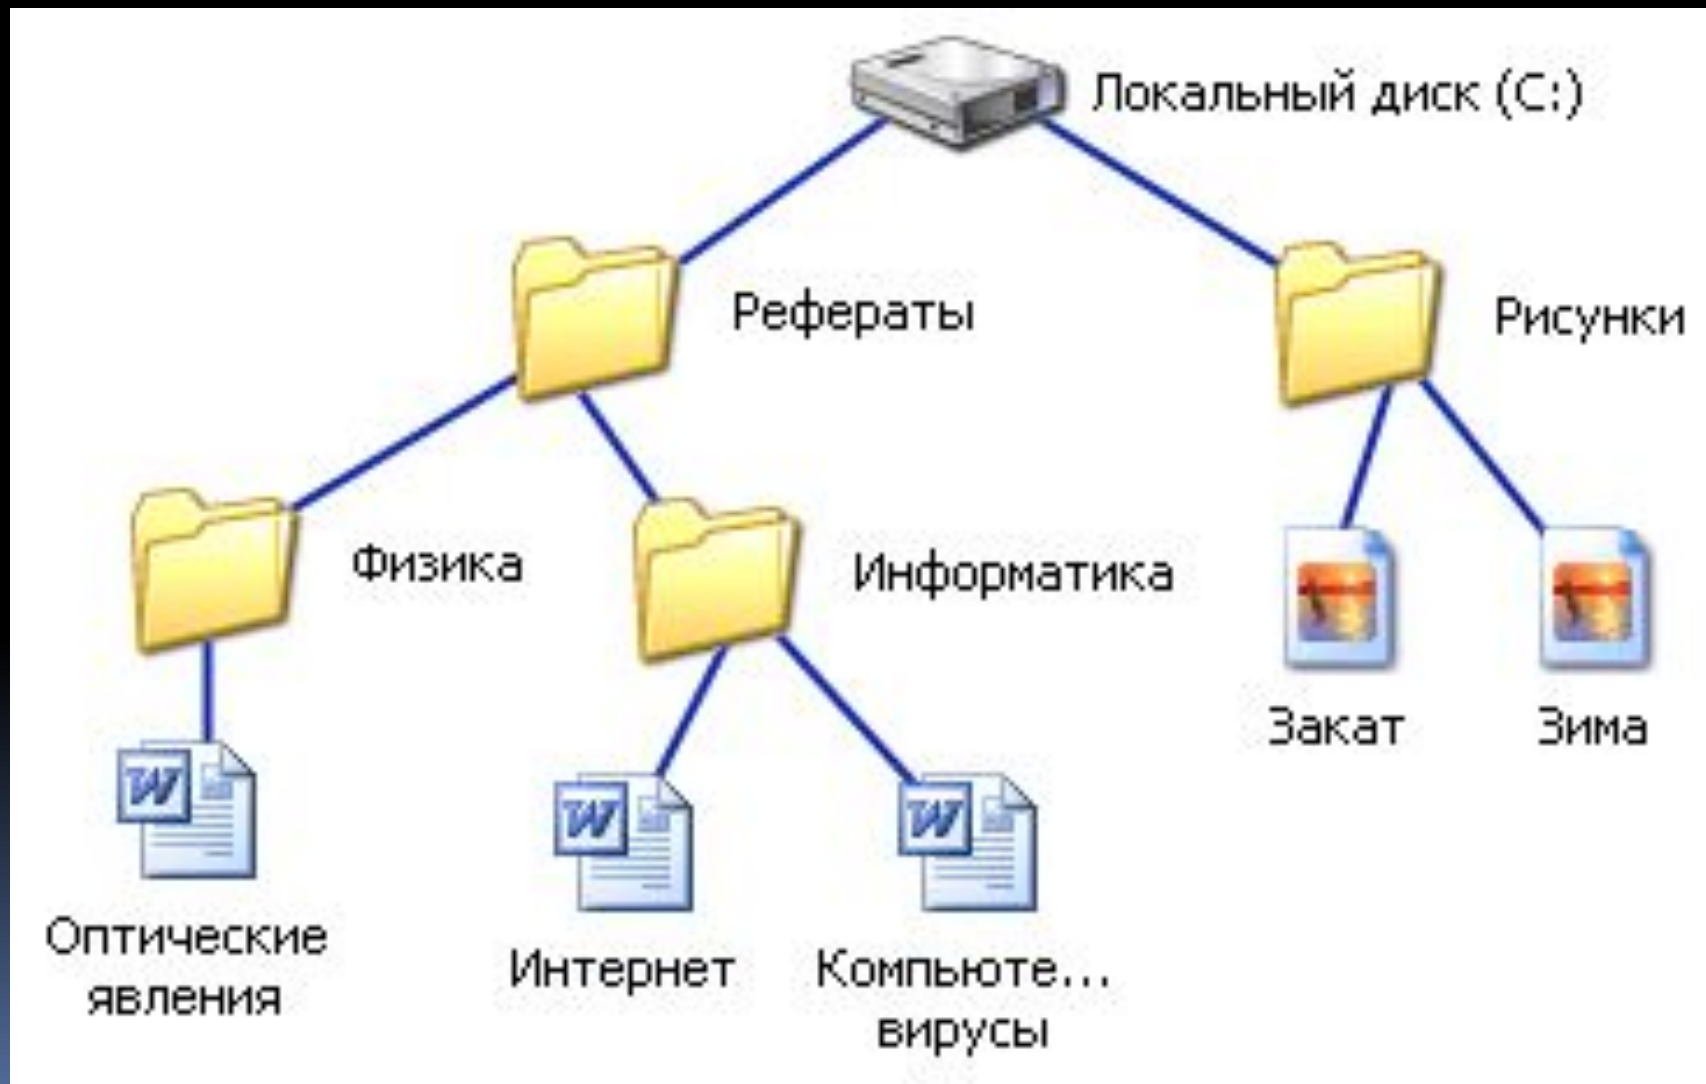 Локальный диск (C:)
Рефераты
Рисунки
Физика
Информатика
Закат
Зима
Оптические
явления
Интернет
Компьюте...
вирусы